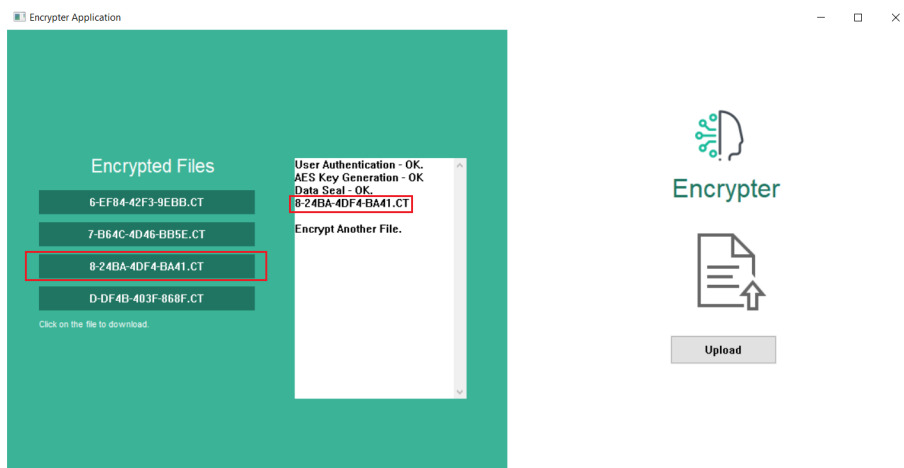 Encrypter Application
Encrypted Files
6-EF84-42F3-9EBB.CT
7-B64C-4D46-BB5E.CT
8-24BA-4DF4-BA41.CT
D-DF4B-403F-868F.CT
Click on the file to download.
User Authentication - OK.
AES Key Generation - OK
Data Seal - OK.
8-24BA-4DF4-BA41.CT
Encrypt Another File.
Encrypter
Upload